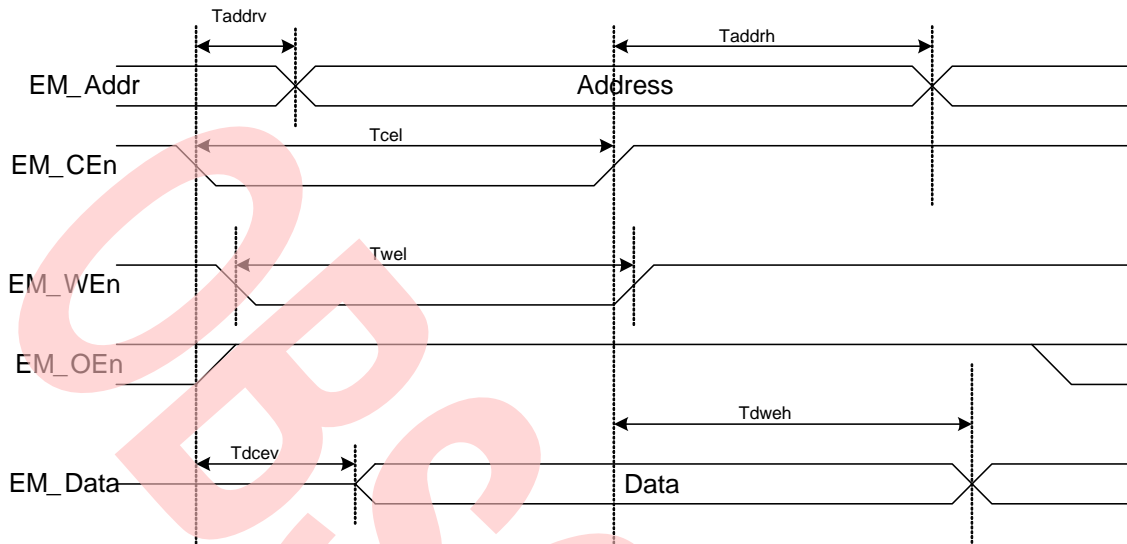 Taddrv
Taddrh
EM_Addr
Address
Tcel
EM_CEn
Twel
EM_WEn
EM_OEn
Tdweh
Tdcev
EM_Data
Data